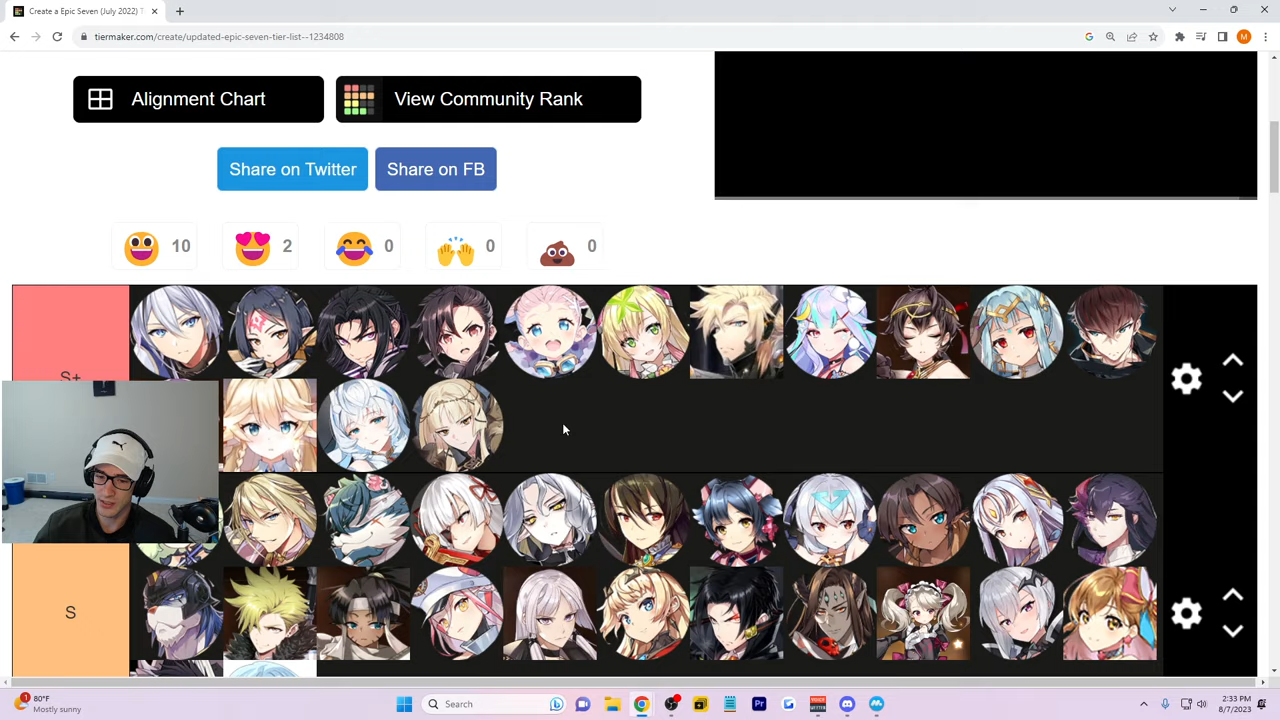 Create a Epic Seven (July 2022) T
tiermaker.com/create/updated-epic-seven-tier-list--1234808
M
Alignment Chart
View Community Rank
Share on Twitter
Share on FB
10
2
0
0
0
S+
S
1
80°F
Mostly sunny
Search
Pr
2:33 PM
8/7/2023